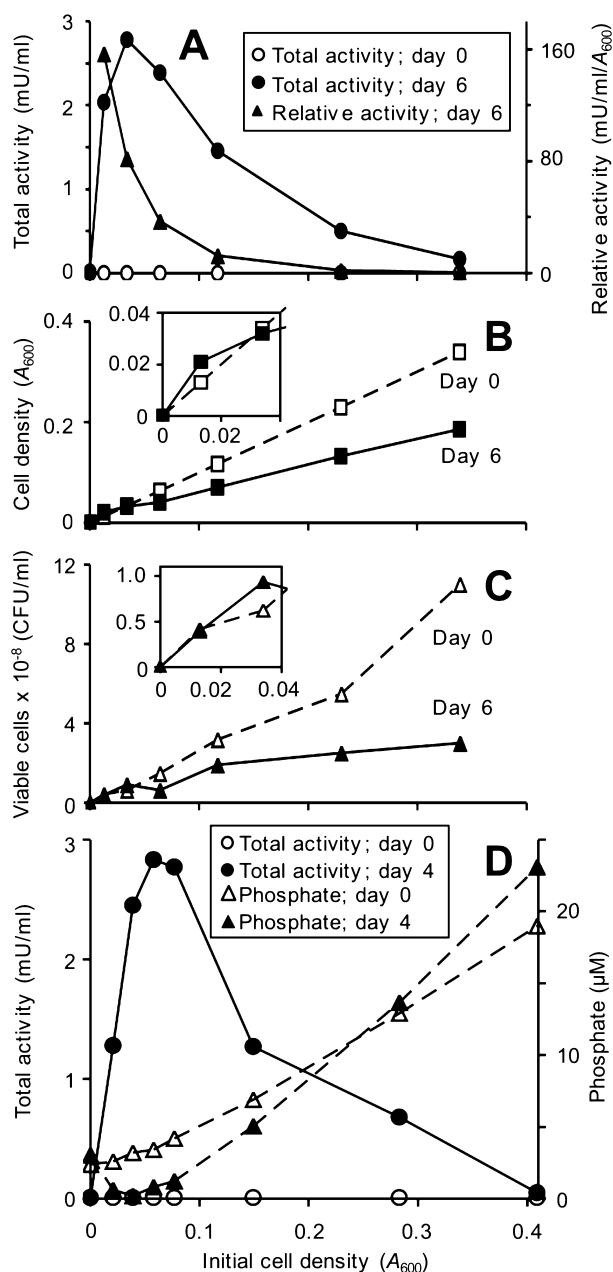 A
3
2
1
0
Total activity (mU/ml)
160
80
0
Relative activity (mU/ml/A600)
Total activity; day 0
Total activity; day 6
Relative activity; day 6
B
0.4
0.2
0
Cell density (A600)
0.04
0.02
0
0
0.02
Day 0
Day 6
C
12
8
4
0
Viable cells x 10-8 (CFU/ml)
1.0
0.5
0
0
0.02
0.04
Day 0
Day 6
D
3
2
1
0
Total activity (mU/ml)
Total activity; day 0
Total activity; day 4
Phosphate; day 0
Phosphate; day 4
20
10
0
Phosphate (µM)
0
0.1
0.2
0.3
0.4
Initial cell density (A600)